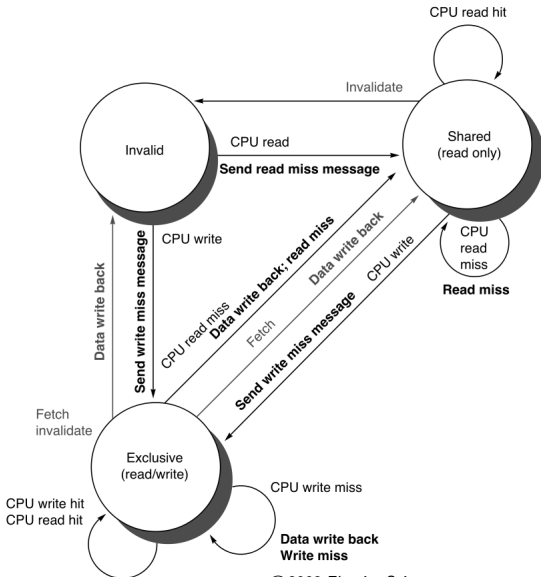 CPU read hit
Invalidate
Invalid
CPU read
Send read miss message
Shared
(read only)
CPU write
CPU
read
miss
Read miss
Data write back
Send write miss message
CPU read miss
Data write back; read miss
Fetch
Data write back
Send write miss message
CPU write
Fetch
invalidate
Exclusive
(read/write)
CPU write hit
CPU read hit
CPU write miss
Data write back
Write miss